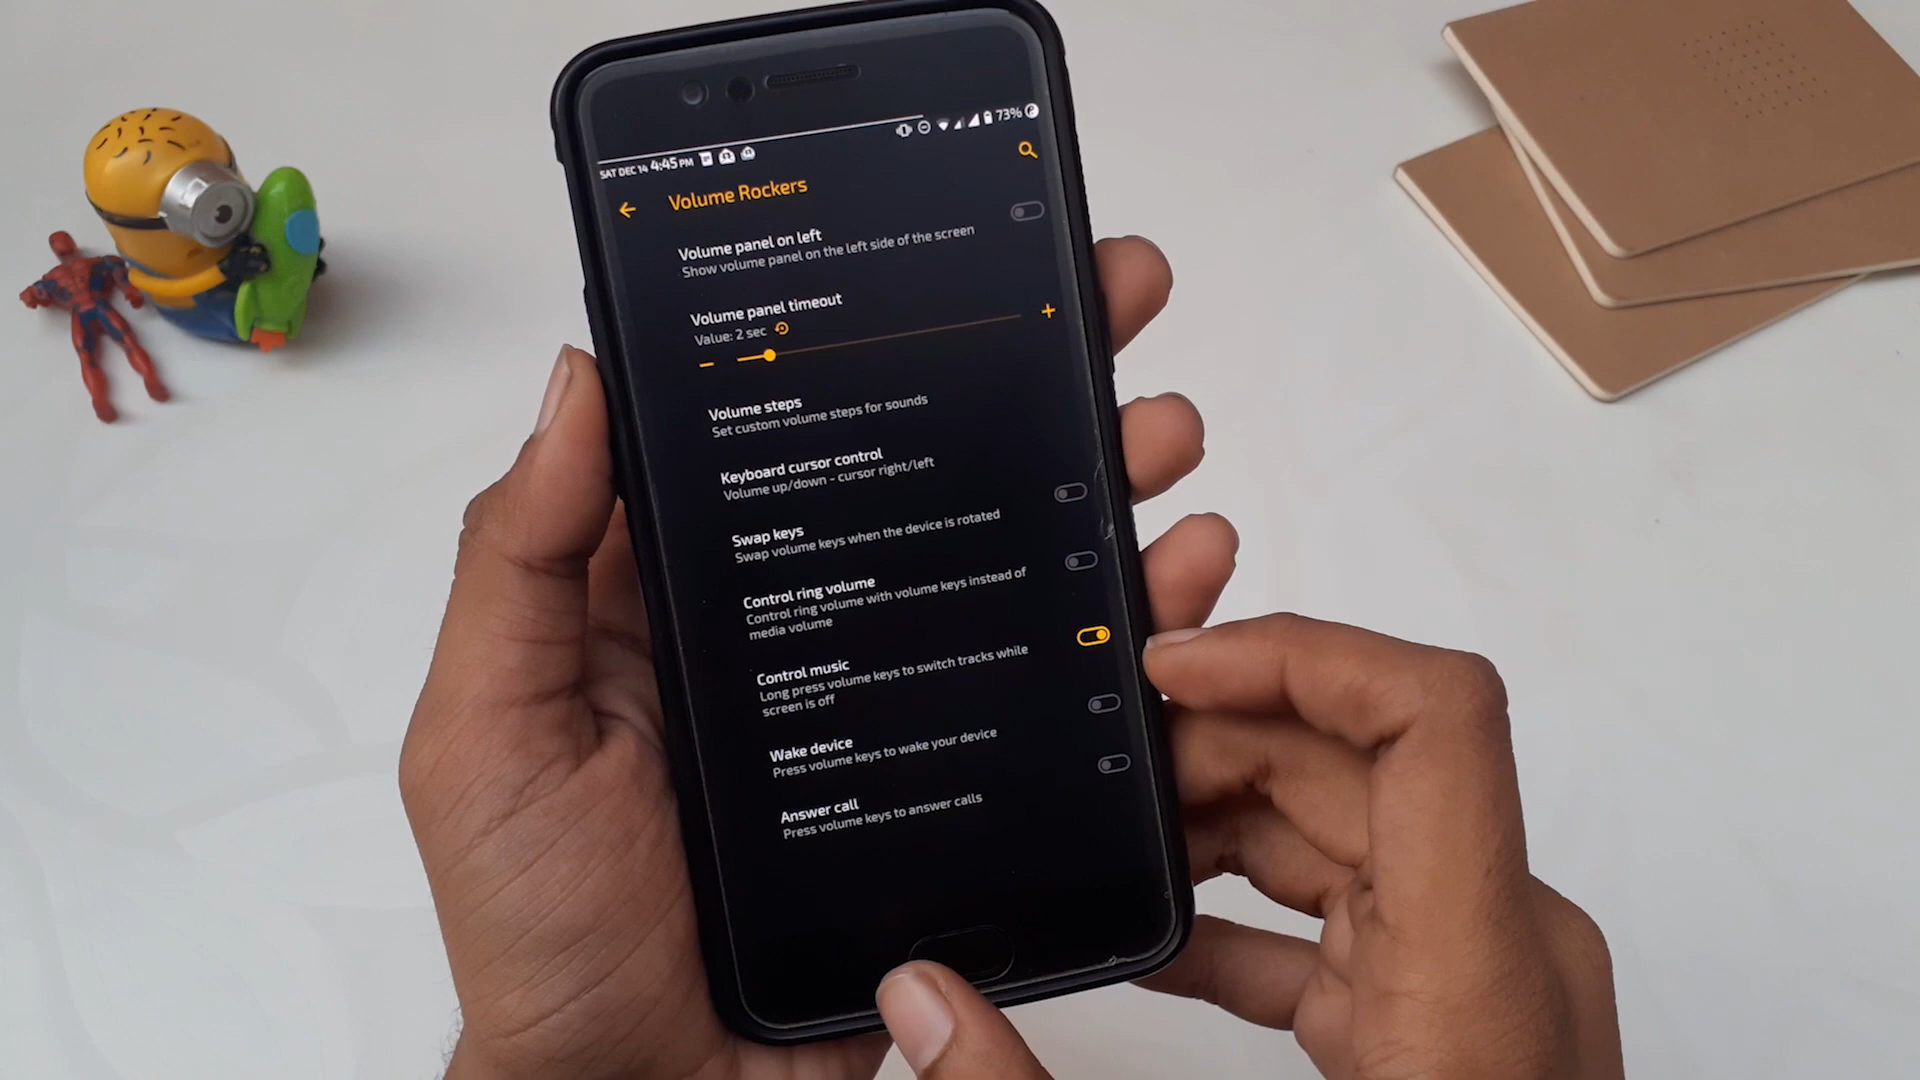 SAT DEC 14 4:45 PM
73%
Volume Rockers
Volume panel on left
Show volume panel on the left side of the screen
Volume panel timeout
Value: 2 sec
Volume steps
Set custom volume steps for sounds
Keyboard cursor control
Volume up/down - cursor right/left
Swap keys
Swap volume keys when the device is rotated
Control ring volume
Control ring volume with volume keys instead of
media volume
Control music
Long press volume keys to switch tracks while
screen is off
Wake device
Press volume keys to wake your device
Answer call
Press volume keys to answer calls